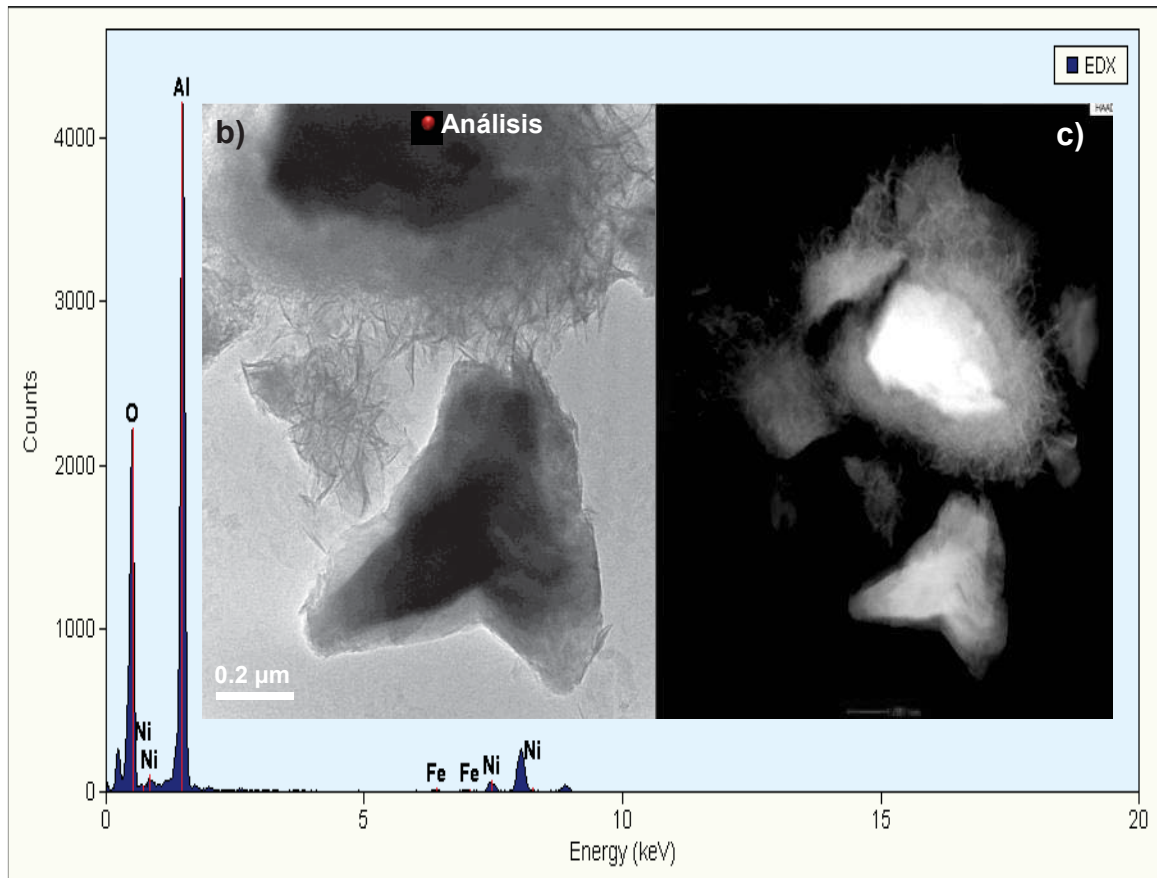 EDX
HAAD
Al
b)
Análisis
c)
4000
3000
O
2000
1000
0.2 µm
Ni
Ni
Fe
Fe
Ni
Ni
0
0
5
10
15
20
Counts
Energy (keV)